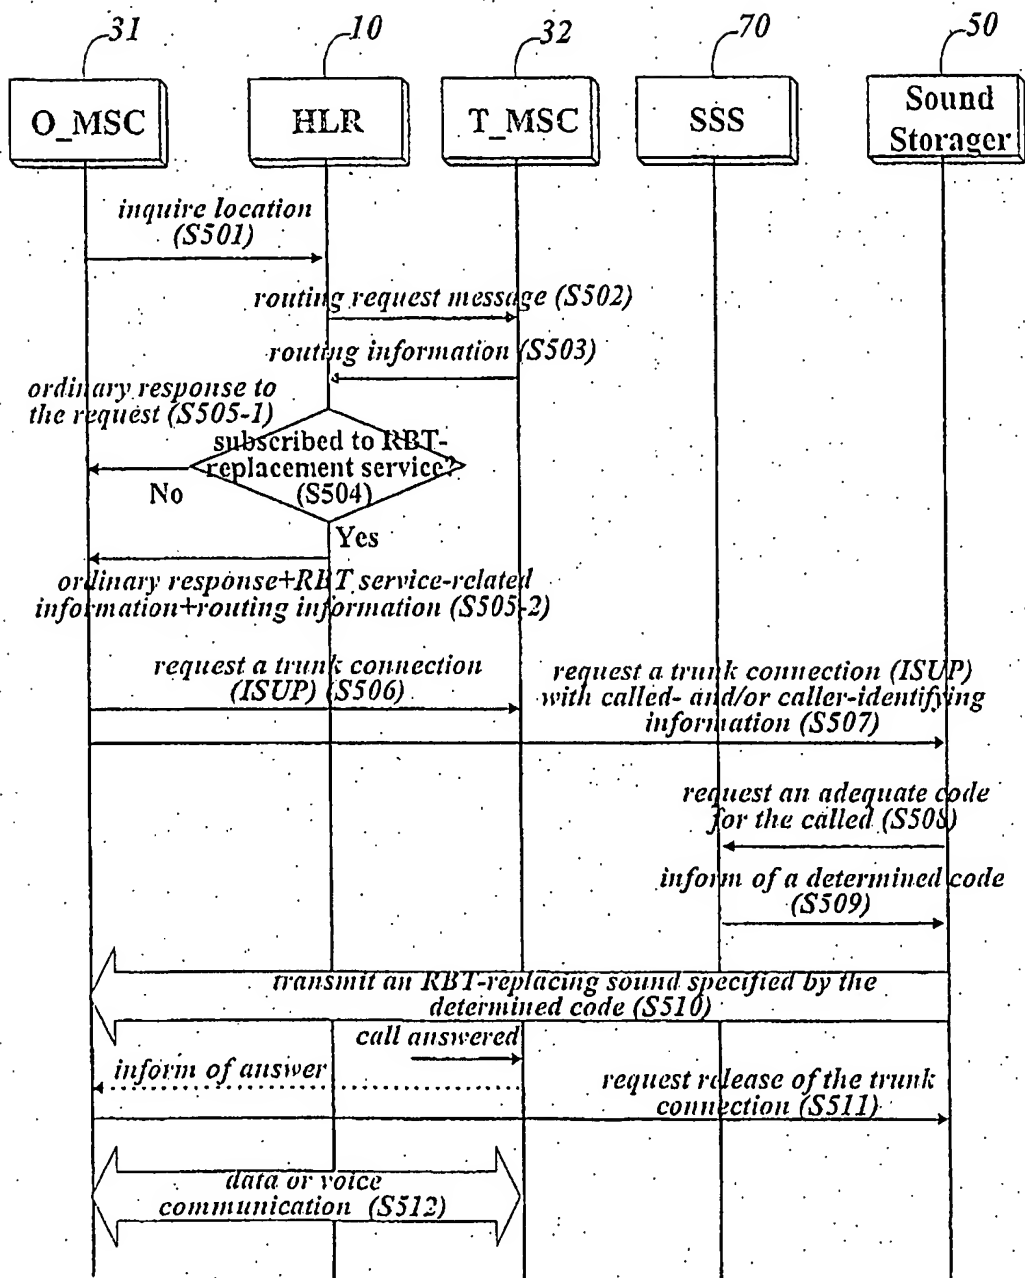 31
10
32
70
50
O_MSC
HLR
T_MSC
SSS
Sound
Storager
inquire location
(S501)
routing request message (S502)
routing information (S503)
ordinary response to
the request (S505-1)
subscribed to RBT-
replacement service?
(S504)
No
Yes
ordinary response+RBT service-related
information+routing information (S505-2)
request a trunk connection
(ISUP) (S506)
request a trunk connection (ISUP)
with called- and/or caller-identifying
information (S507)
request an adequate code
for the called (S508)
inform of a determined code
(S509)
transmit an RBT-replacing sound specified by the
determined code (S510)
call answered
inform of answer
request release of the trunk
connection (S511)
data or voice
communication (S512)